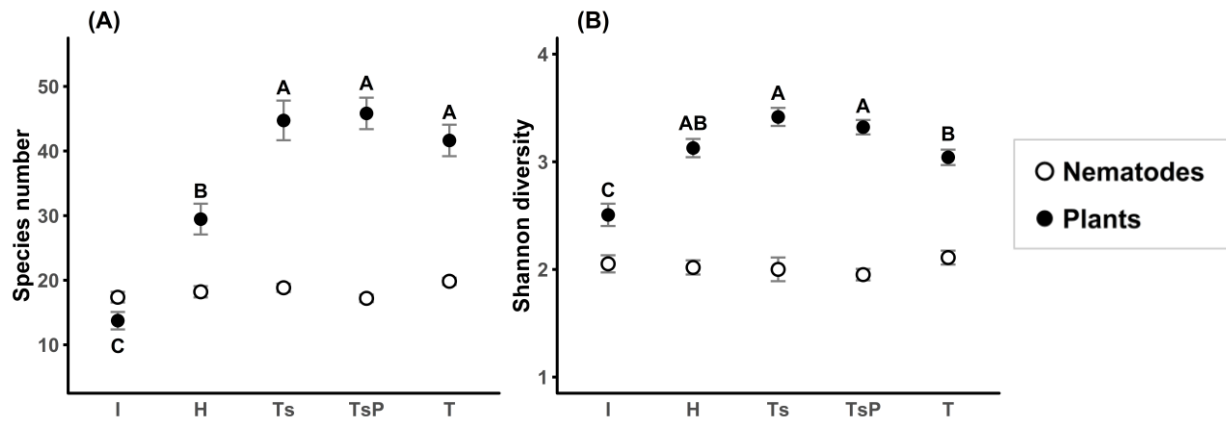 (A)
Species number
50
40
30
20
10
C
B
A
A
A
I H Ts TsP T
(B)
Shannon diversity
4
3
2
1
C
AB
A
A
B
I H Ts TsP T
Nematodes
Plants